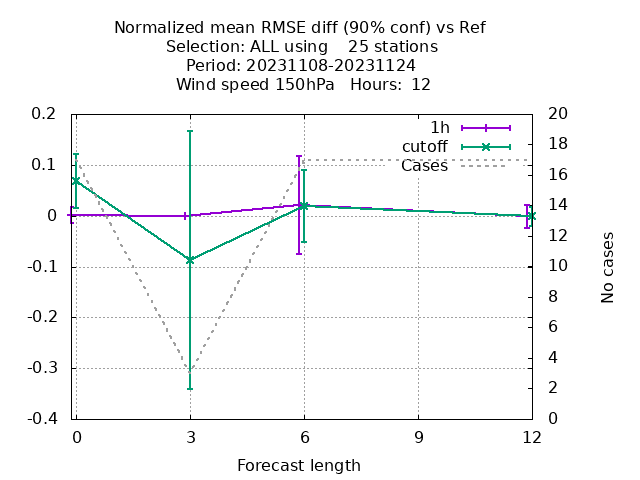 Normalized mean RMSE diff (90% conf) vs Ref
Selection: ALL using    25 stations
Period: 20231108-20231124
Wind speed 150hPa   Hours:  12
0.2
0.1
0
-0.1
-0.2
-0.3
-0.4
1h
cutoff
Cases
20
18
16
14
12
10
8
6
4
2
0
No cases
0
3
6
9
12
Forecast length